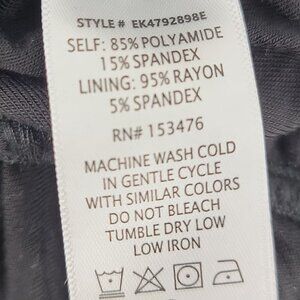 STYLE# EK4792898E
SELF: 85% POLYAMIDE
15% SPANDEX
LINING: 95% RAYON
5% SPANDEX
RN# 153476
MACHINE WASH COLD
IN GENTLE CYCLE
WITH SIMILAR COLORS
DO NOT BLEACH
TUMBLE DRY LOW
LOW IRON